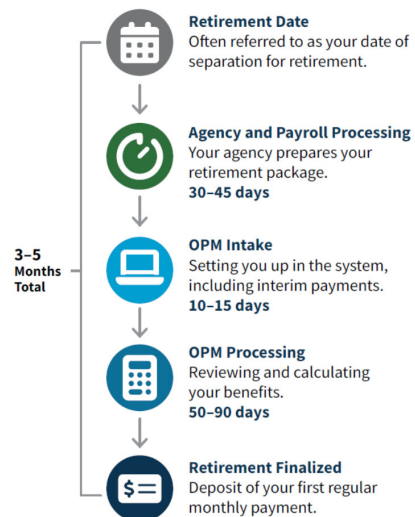 Retirement Date
Often referred to as your date of
separation for retirement.
Agency and Payroll Processing
Your agency prepares your
retirement package.
30–45 days
3–5
Months
Total
OPM Intake
Setting you up in the system,
including interim payments.
10–15 days
OPM Processing
Reviewing and calculating
your benefits.
50–90 days
$
Retirement Finalized
Deposit of your first regular
monthly payment.